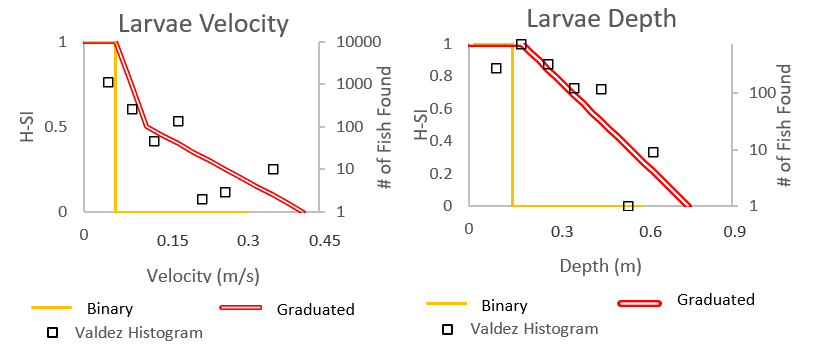 Larvae Velocity
1
0.5
0
H-SI
10000
1000
100
10
1
# of Fish Found
0 0.15 0.3 0.45
Velocity (m/s)
Binary Graduated
Valdez Histogram
Larvae Depth
1
0.8
0.6
0.4
0.2
0
H-SI
100
10
1
# of Fish Found
0 0.3 0.6 0.9
Depth (m)
Binary Graduated
Valdez Histogram